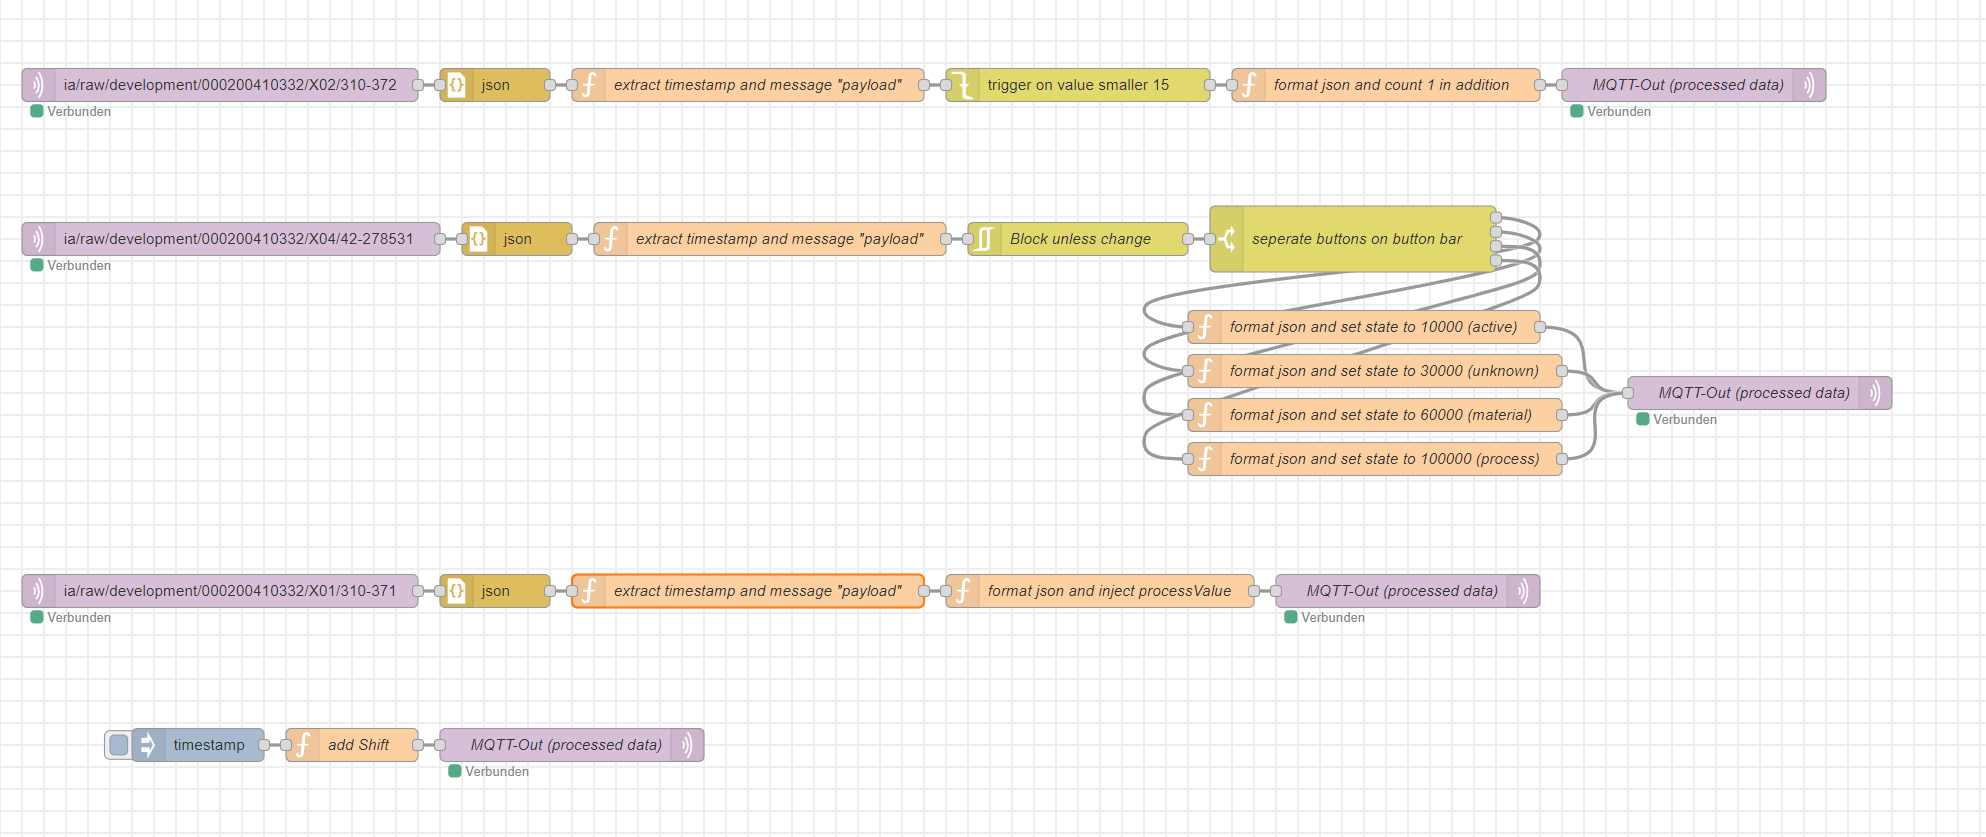 ia/raw/development/000200410332/X02/310-372
json
extract timestamp and message "payload"
trigger on value smaller 15
format json and count 1 in addition
MQTT-Out (processed data)
Verbunden
Verbunden
ia/raw/development/000200410332/X04/42-278531
json
extract timestamp and message "payload"
Block unless change
seperate buttons on button bar
Verbunden
format json and set state to 10000 (active)
format json and set state to 30000 (unknown)
MQTT-Out (processed data)
format json and set state to 60000 (material)
Verbunden
format json and set state to 100000 (process)
ia/raw/development/000200410332/X01/310-371
json
extract timestamp and message "payload"
format json and inject processValue
MQTT-Out (processed data)
Verbunden
Verbunden
timestamp
add Shift
MQTT-Out (processed data)
Verbunden